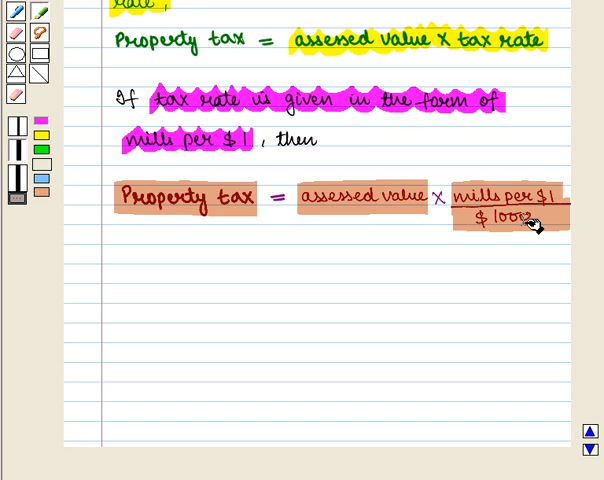 rate,
Property tax = assessed value × tax rate
If tax rate is given in the form of
mills per $1, then
Property tax = assessed value × mills per $1
$1000